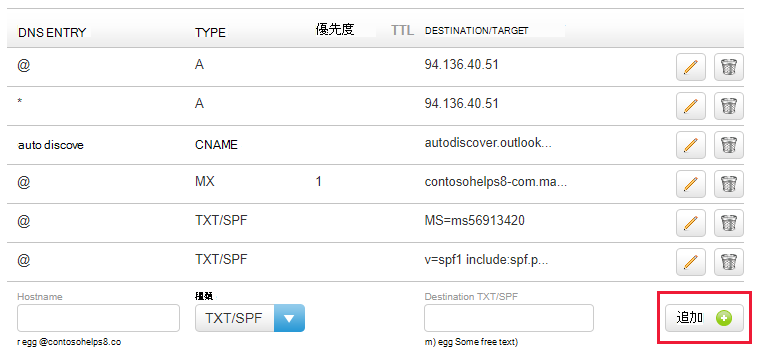 DNS ENTRY TYPE 優先度 TTL DESTINATION/TARGET
@ A 94.136.40.51
* A 94.136.40.51
auto discove CNAME autodiscover.outlook...
@ MX 1 contosohelps8-com.ma...
@ TXT/SPF MS=ms56913420
@ TXT/SPF v=spf1 include:spf.p...
Hostname 種類 Destination TXT/SPF
TXT/SPF 追加
r egg @contosohelps8.co m) egg Some free text)